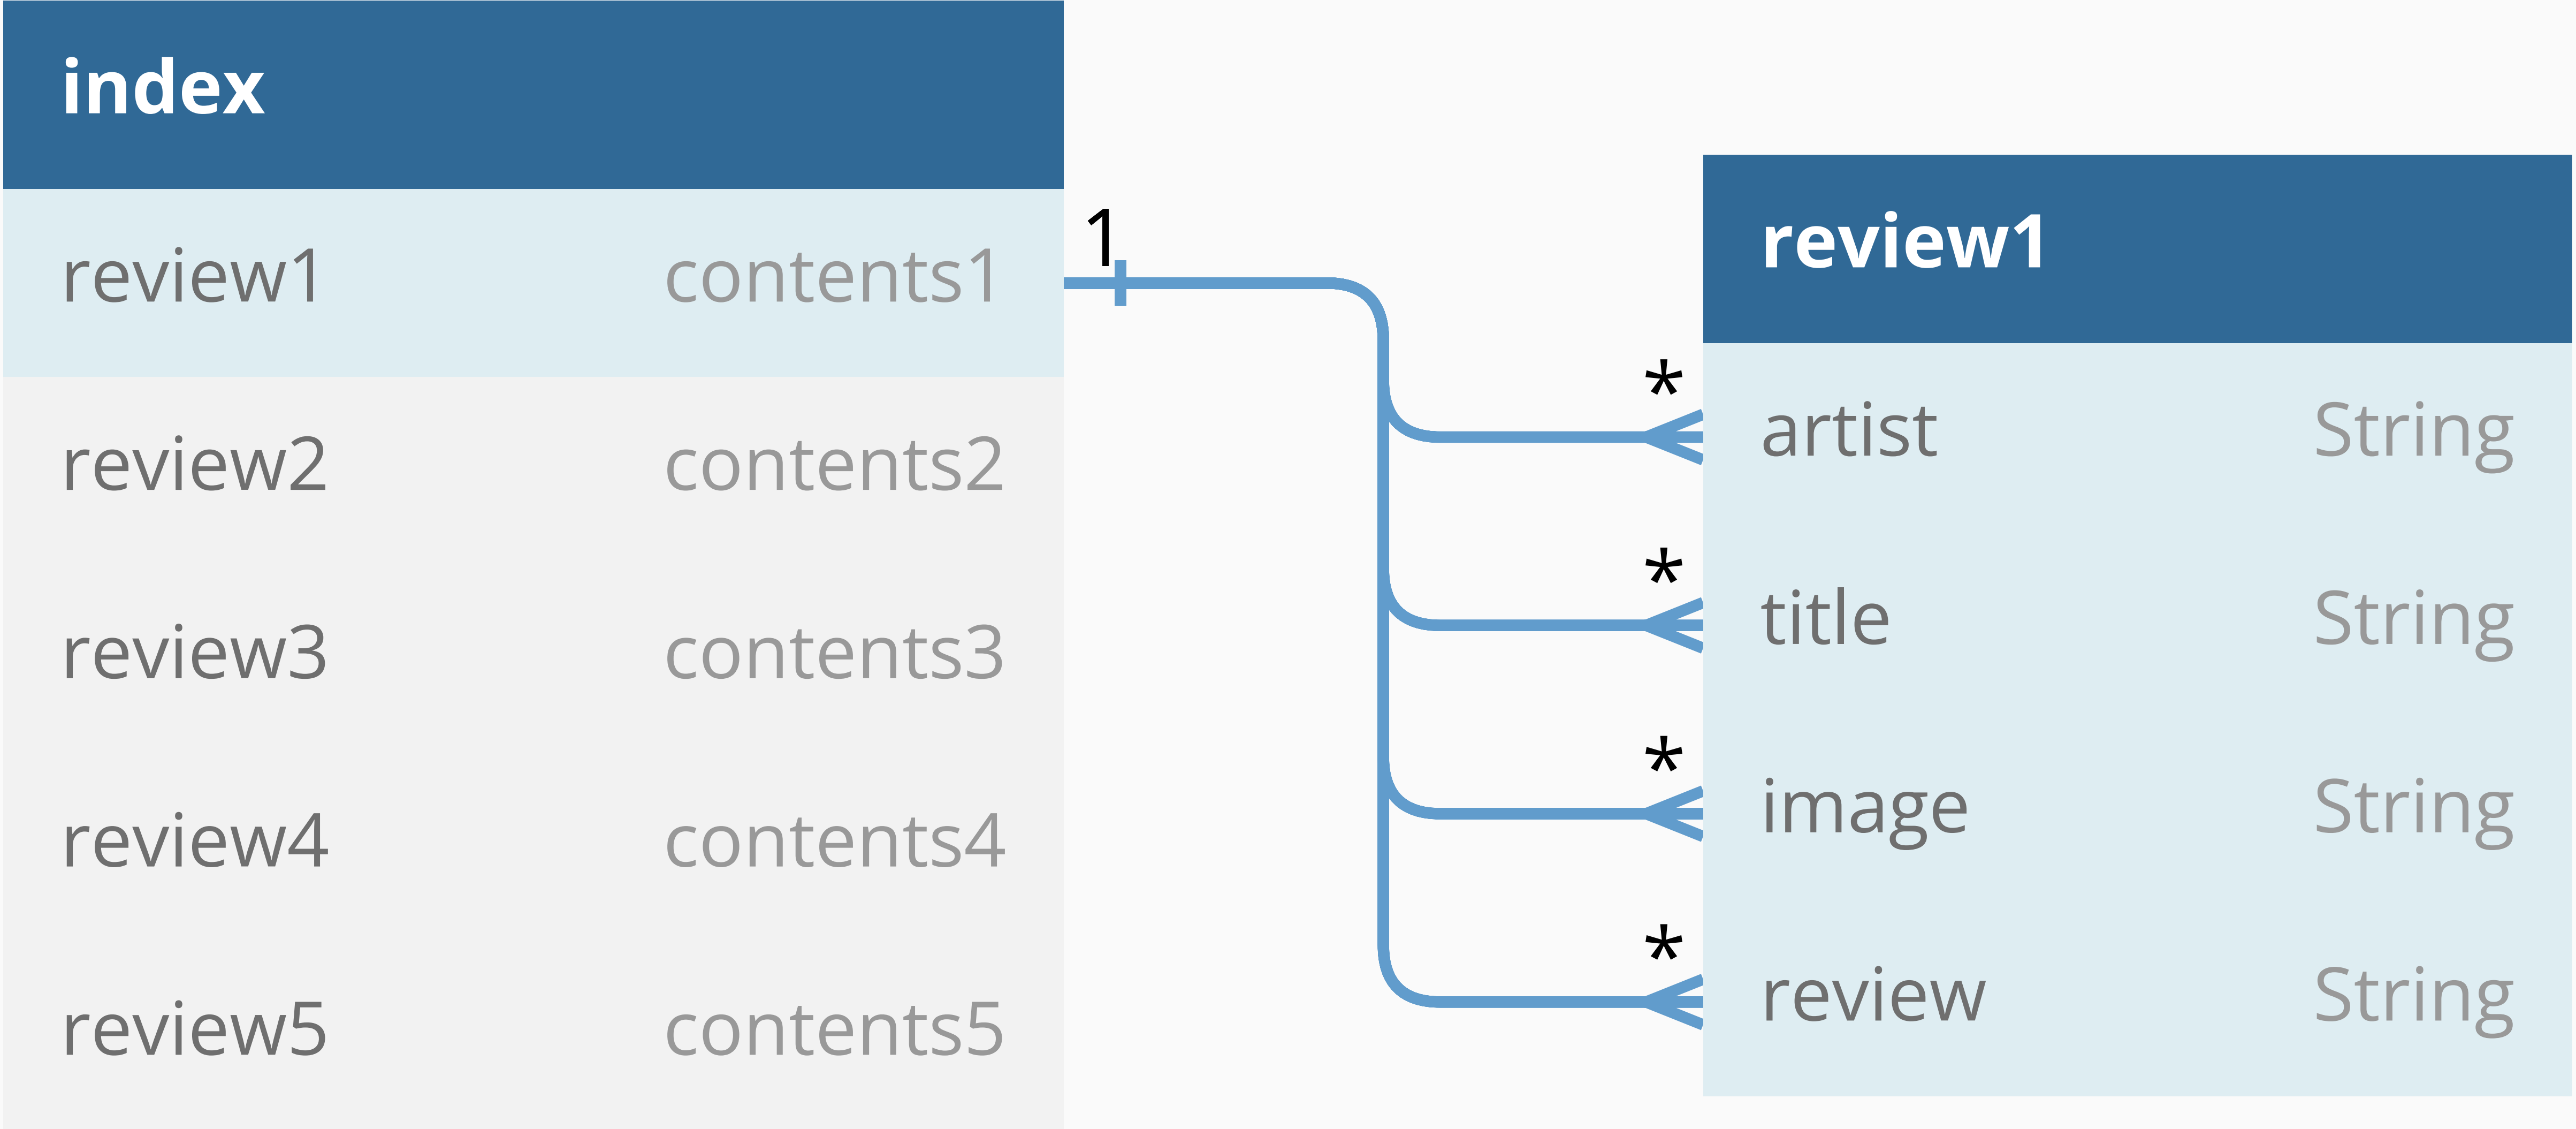 index
review1 contents1
review2 contents2
review3 contents3
review4 contents4
review5 contents5
1
*
*
*
*
review1
artist String
title String
image String
review String